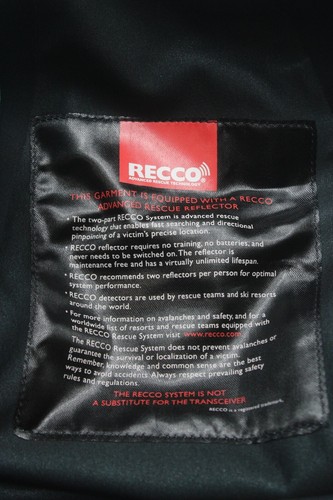 RECCO
ADVANCED RESCUE TECHNOLOGY
THIS GARMENT IS EQUIPPED WITH A RECCO
ADVANCED RESCUE REFLECTOR
• The two-part RECCO System is advanced rescue
technology that enables fast searching and directional
pinpointing of a victim's precise location.
• RECCO reflector requires no training, no batteries, and
never needs to be switched on. The reflector is
maintenance free and has a virtually unlimited lifespan.
• RECCO recommends two reflectors per person for optimal
system performance.
• RECCO detectors are used by rescue teams and ski resorts
around the world.
• For more information on avalanches and safety, and for a
worldwide list of resorts and rescue teams equipped with
the RECCO Rescue System visit www.recco.com
The RECCO Rescue System does not prevent avalanches or
guarantee the survival or localization of a victim.
Remember, knowledge and common sense are the best
ways to avoid accidents. Always respect prevailing safety
rules and regulations.
THE RECCO SYSTEM IS NOT
A SUBSTITUTE FOR THE TRANSCEIVER
RECCO is a registered trademark.